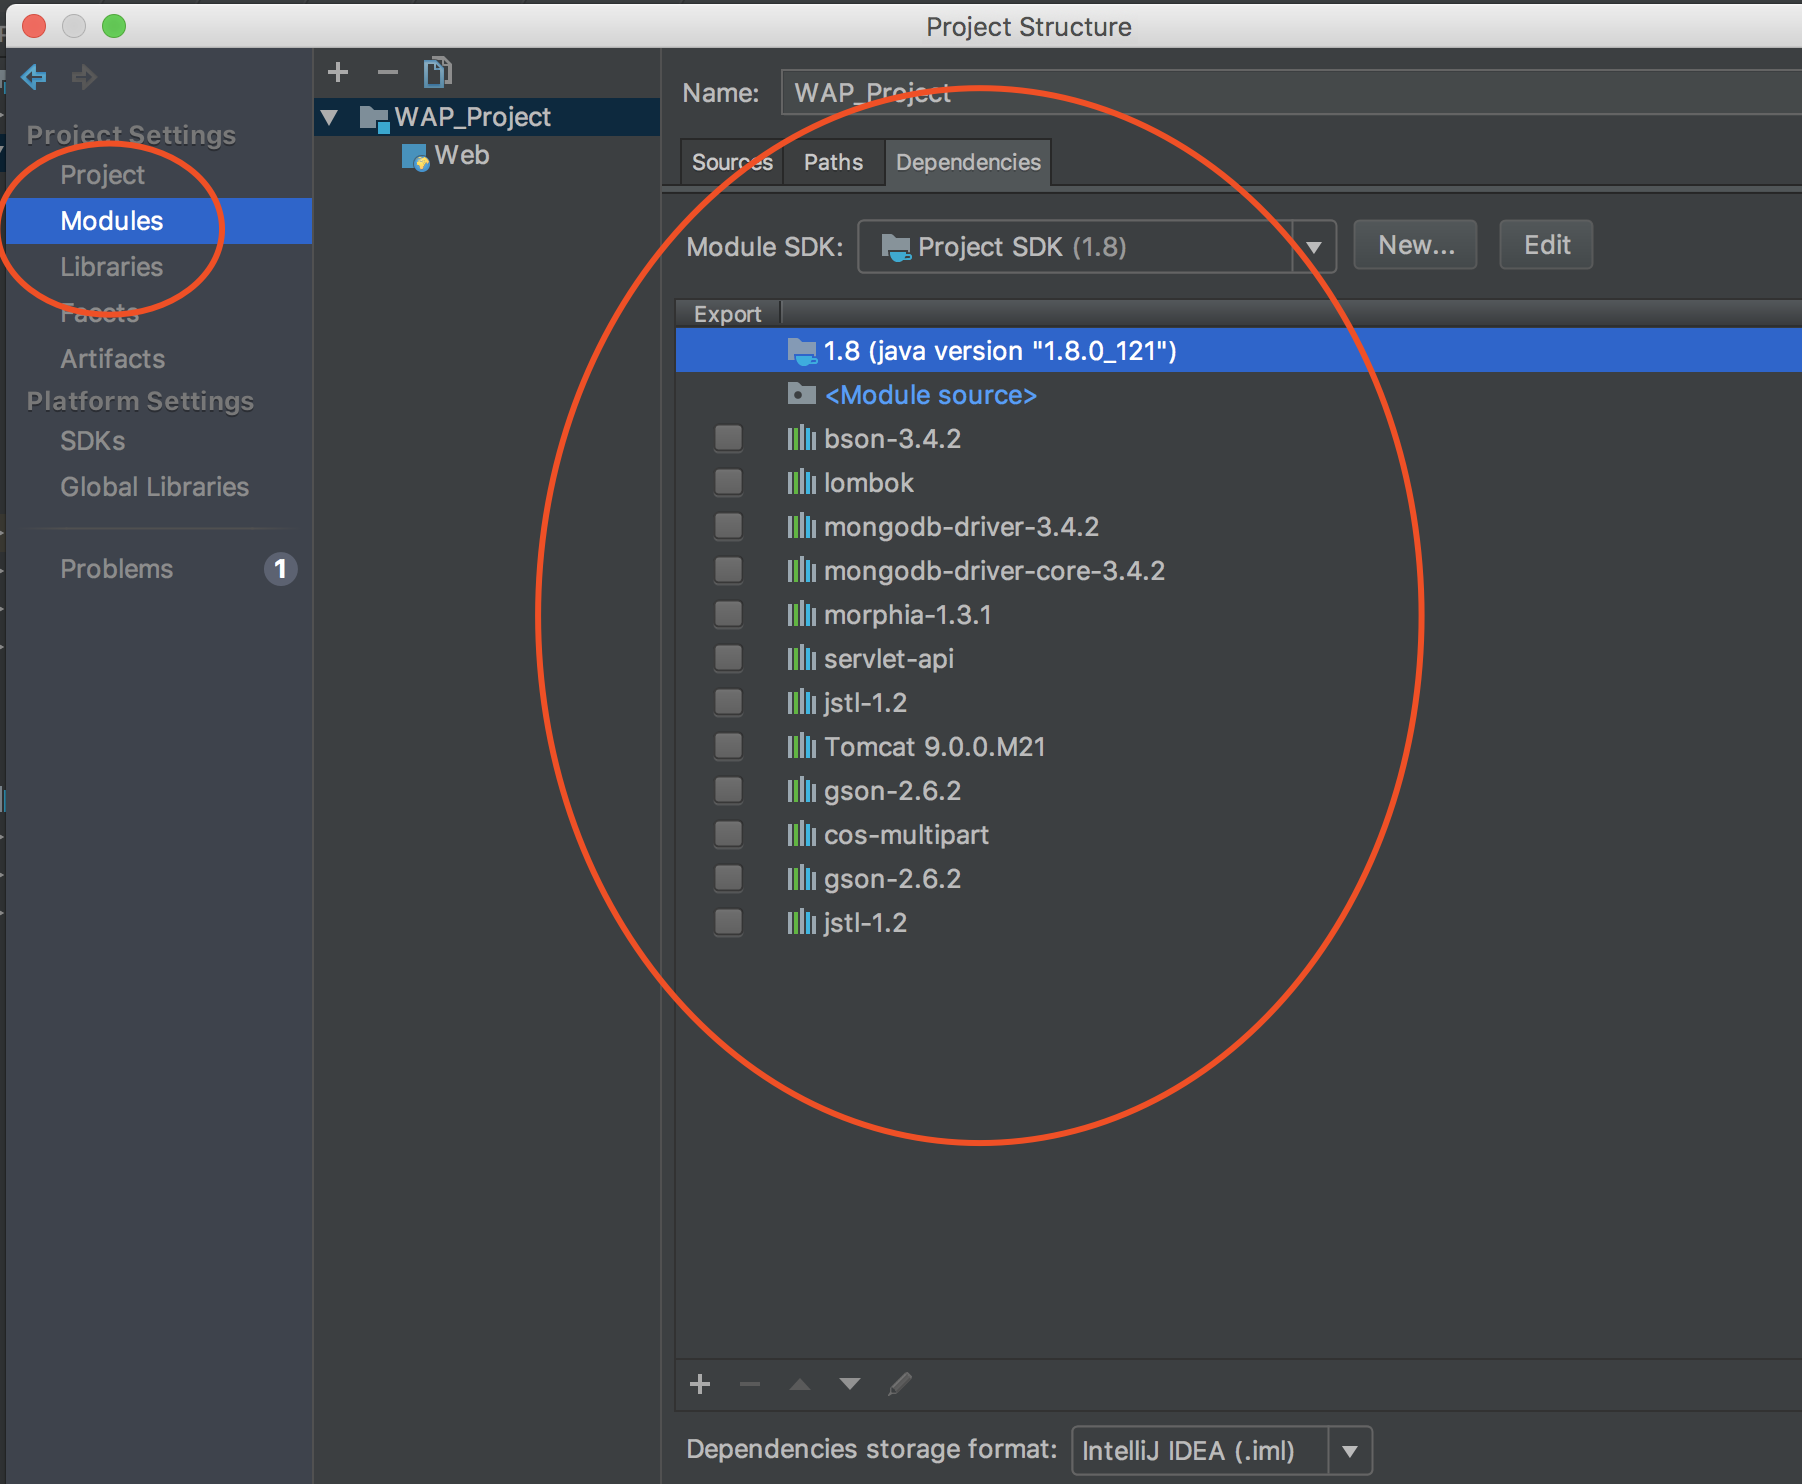 Project Structure
Project Settings
Project
Modules
Libraries
Facets
Artifacts
Platform Settings
SDKs
Global Libraries
Problems 1
WAP_Project
Web
Name: WAP_Project
Sources Paths Dependencies
Module SDK: Project SDK (1.8) New... Edit
Export
1.8 (java version "1.8.0_121")
<Module source>
bson-3.4.2
lombok
mongodb-driver-3.4.2
mongodb-driver-core-3.4.2
morphia-1.3.1
servlet-api
jstl-1.2
Tomcat 9.0.0.M21
gson-2.6.2
cos-multipart
gson-2.6.2
jstl-1.2
Dependencies storage format: IntelliJ IDEA (.iml)